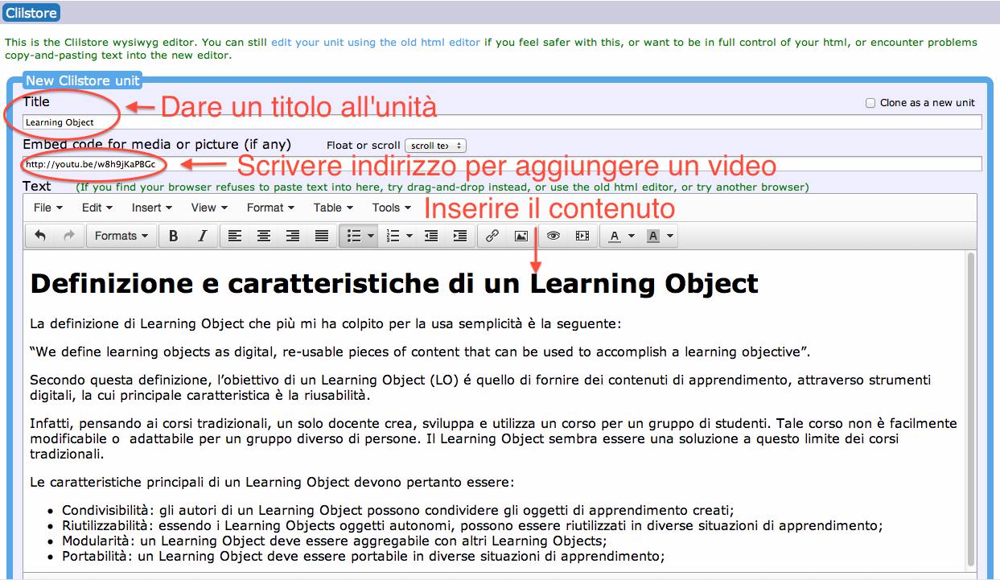 Clilstore
This is the Clilstore wysiwyg editor. You can still edit your unit using the old html editor if you feel safer with this, or want to be in full control of your html, or encounter problems
copy-and-pasting text into the new editor.
New Clilstore unit
Title
Dare un titolo all'unità
Clone as a new unit
Learning Object
Embed code for media or picture (if any)
Float or scroll
scroll tex
http://youtu.be/w8h9jKaPBGc
Scrivere indirizzo per aggiungere un video
Text
(If you find your browser refuses to paste text into here, try drag-and-drop instead, or use the old html editor, or try another browser)
File Edit Insert View Format Table Tools
Inserire il contenuto
Formats B I A A
Definizione e caratteristiche di un Learning Object
La definizione di Learning Object che più mi ha colpito per la usa semplicità è la seguente:
“We define learning objects as digital, re-usable pieces of content that can be used to accomplish a learning objective”.
Secondo questa definizione, l’obiettivo di un Learning Object (LO) é quello di fornire dei contenuti di apprendimento, attraverso strumenti
digitali, la cui principale caratteristica è la riusabilità.
Infatti, pensando ai corsi tradizionali, un solo docente crea, sviluppa e utilizza un corso per un gruppo di studenti. Tale corso non è facilmente
modificabile o  adattabile per un gruppo diverso di persone. Il Learning Object sembra essere una soluzione a questo limite dei corsi
tradizionali.
Le caratteristiche principali di un Learning Object devono pertanto essere:
• Condivisibilità: gli autori di un Learning Object possono condividere gli oggetti di apprendimento creati;
• Riutilizzabilità: essendo i Learning Objects oggetti autonomi, possono essere riutilizzati in diverse situazioni di apprendimento;
• Modularità: un Learning Object deve essere aggregabile con altri Learning Objects;
• Portabilità: un Learning Object deve essere portabile in diverse situazioni di apprendimento;